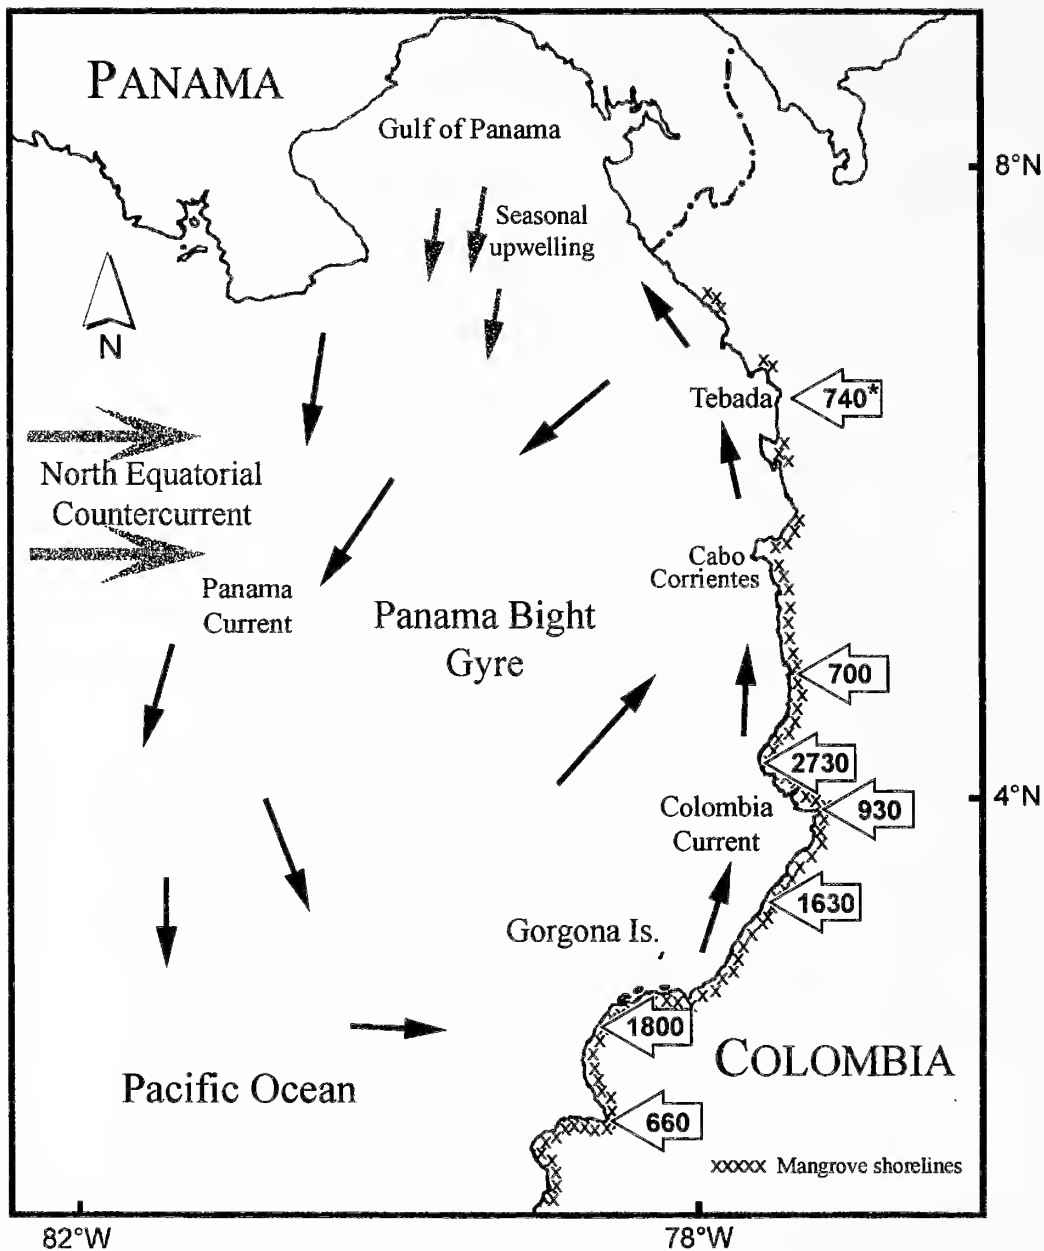 PANAMA
Gulf of Panama
8°N
Seasonal
upwelling
N
Tebada
740*
North Equatorial
Countercurrent
Cabo
Corrientes
Panama
Current
Panama Bight
Gyre
700
2730
4°N
Colombia
Current
930
1630
Gorgona Is.
1800
COLOMBIA
Pacific Ocean
660
xxxxx Mangrove shorelines
82°W
78°W